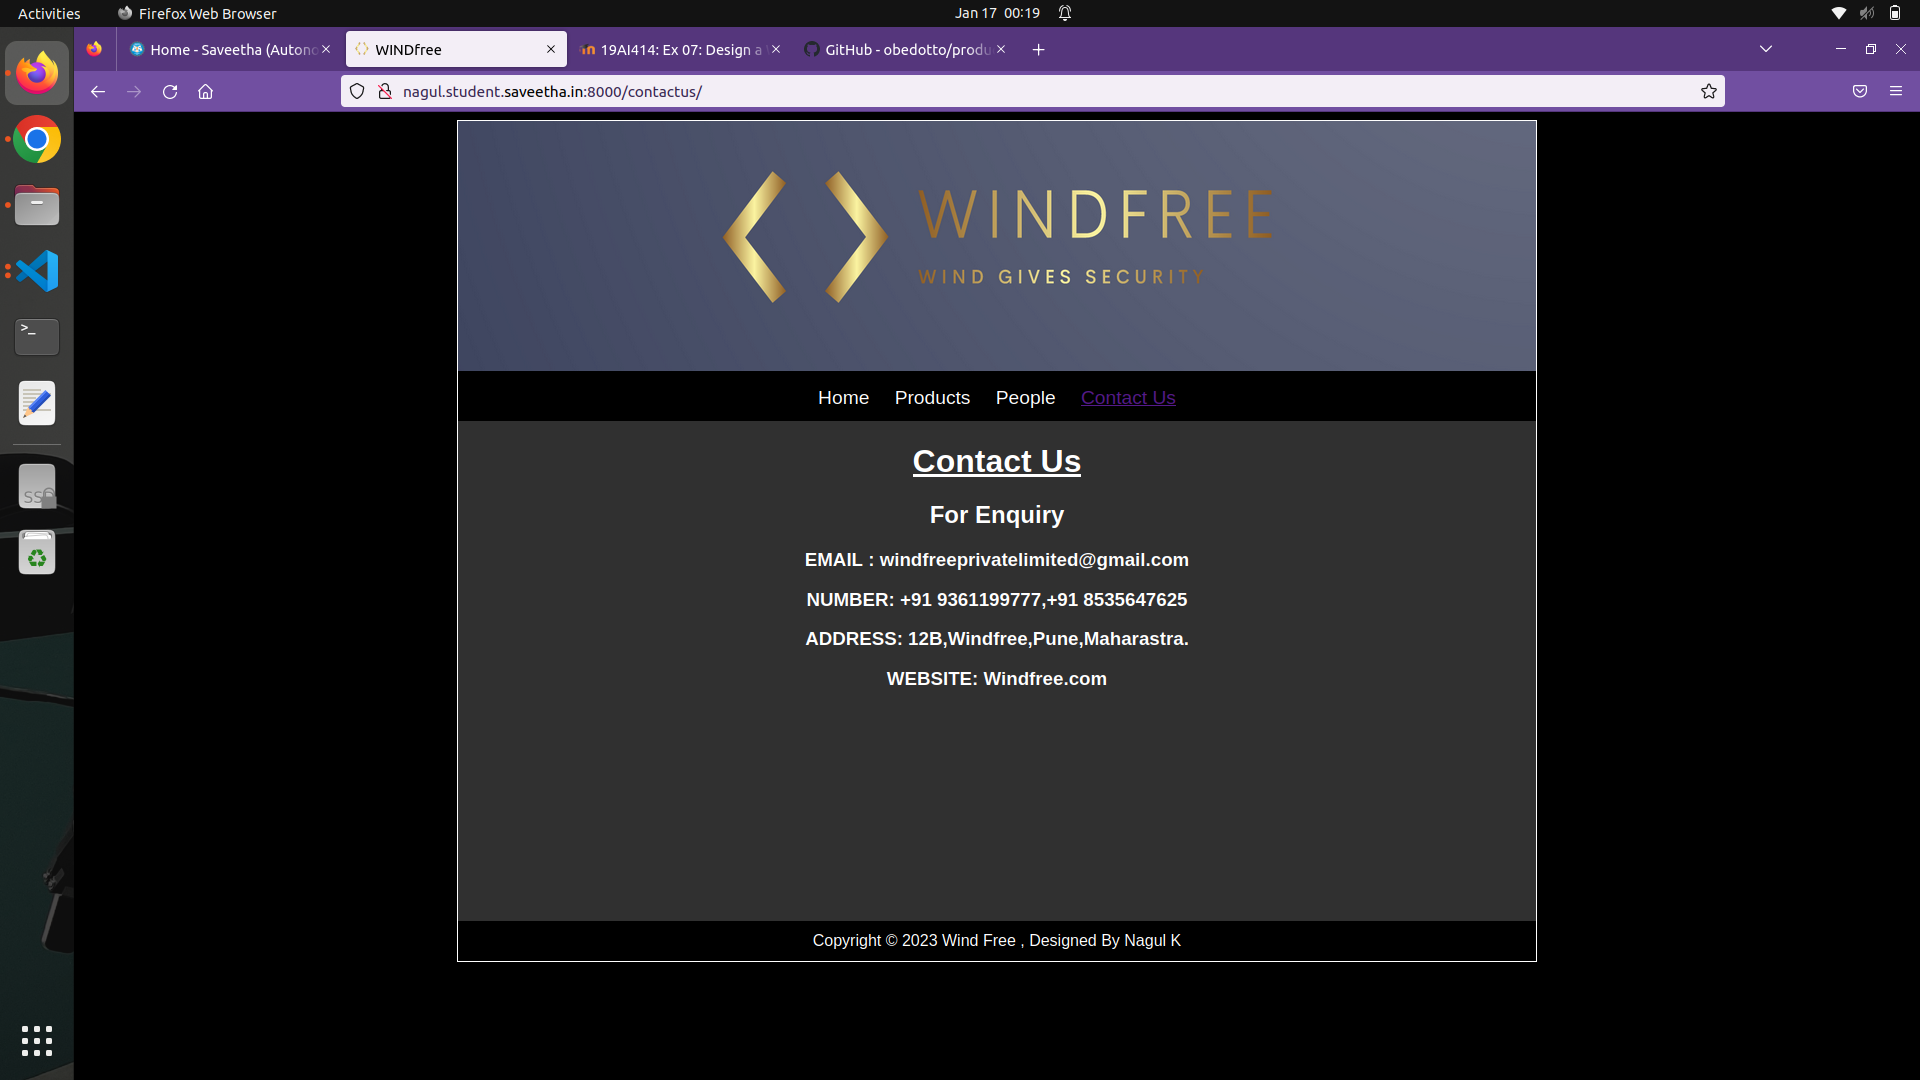 Activities
Firefox Web Browser
Jan 17 00:19
Home - Saveetha (Autono
WINDfree
19AI414: Ex 07: Design a
GitHub - obedotto/produ
nagul.student.saveetha.in:8000/contactus/
WINDFREE
WIND GIVES SECURITY
Home Products People Contact Us
Contact Us
For Enquiry
EMAIL : windfreeprivatelimited@gmail.com
NUMBER: +91 9361199777,+91 8535647625
ADDRESS: 12B,Windfree,Pune,Maharastra.
WEBSITE: Windfree.com
Copyright © 2023 Wind Free , Designed By Nagul K